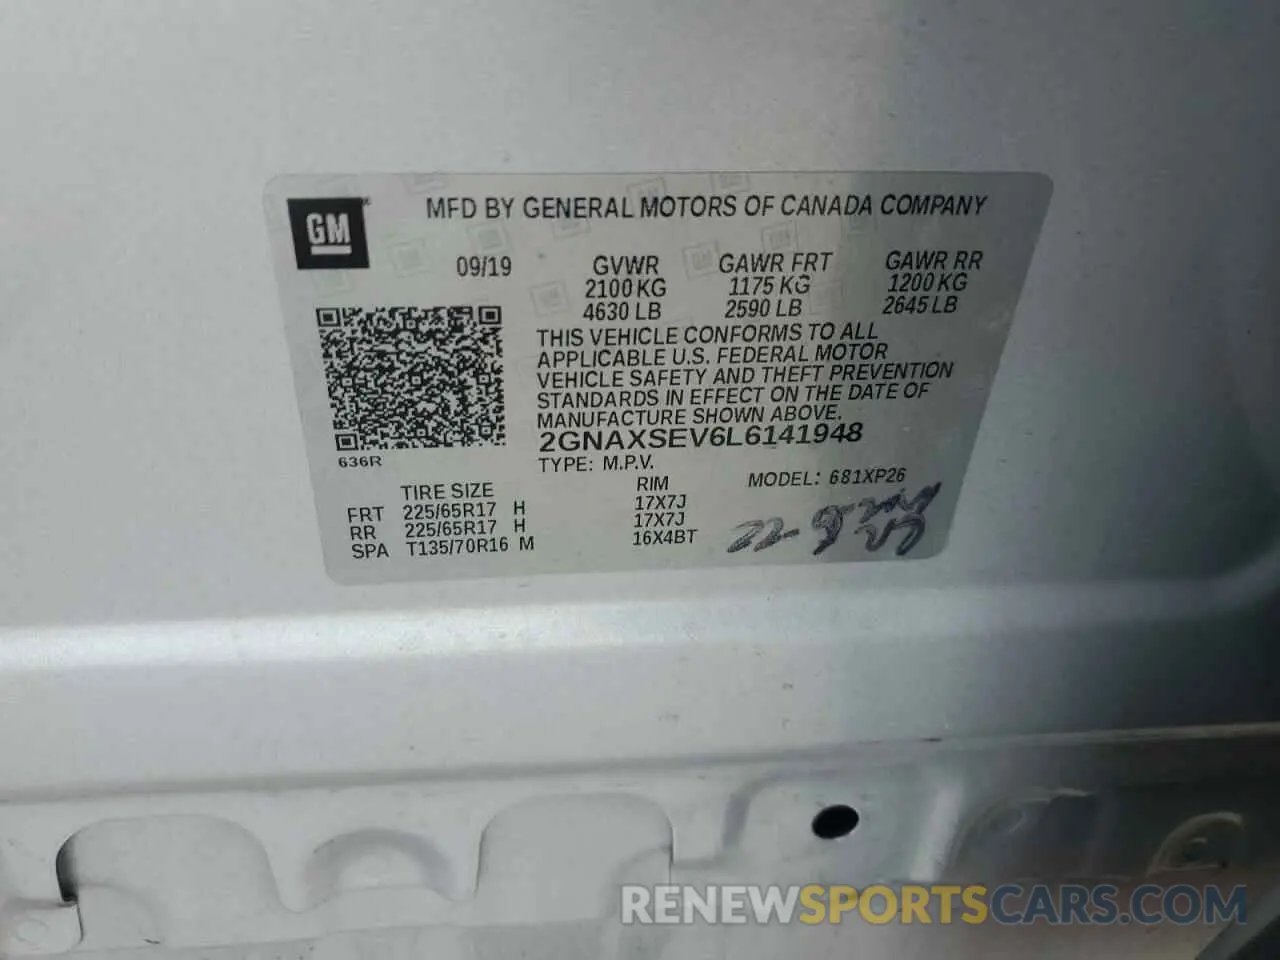 GM
MFD BY GENERAL MOTORS OF CANADA COMPANY
09/19 GVWR GAWR FRT GAWR RR
2100 KG 1175 KG 1200 KG
4630 LB 2590 LB 2645 LB
THIS VEHICLE CONFORMS TO ALL
APPLICABLE U.S. FEDERAL MOTOR
VEHICLE SAFETY AND THEFT PREVENTION
STANDARDS IN EFFECT ON THE DATE OF
MANUFACTURE SHOWN ABOVE.
2GNAXSEV6L6141948
636R
TYPE: M.P.V.
MODEL: 681XP26
TIRE SIZE RIM
FRT 225/65R17 H 17X7J
RR 225/65R17 H 17X7J
SPA T135/70R16 M 16X4BT
RENEWSPORTSCARS.COM